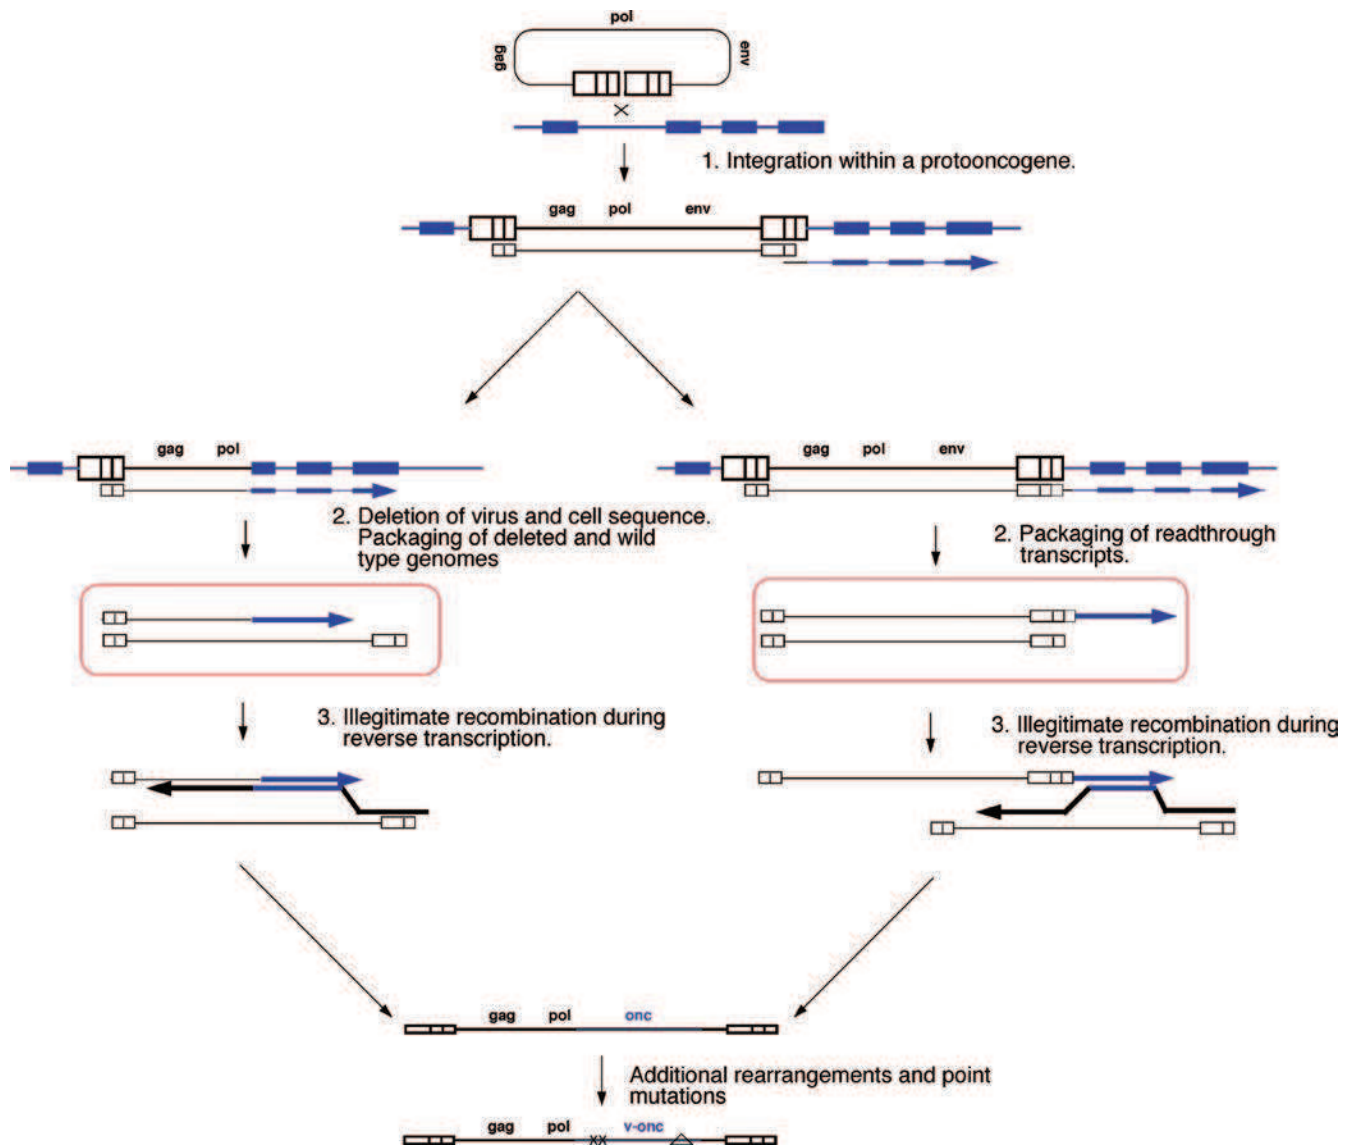 pol
gag
env
1. Integration within a protooncogene.
gag pol env
gag pol
gag pol env
2. Deletion of virus and cell sequence.
Packaging of deleted and wild
type genomes
2. Packaging of readthrough
transcripts.
3. Illegitimate recombination during
reverse transcription.
3. Illegitimate recombination during
reverse transcription.
gag pol onc
Additional rearrangements and point
mutations
gag pol v-onc
xx